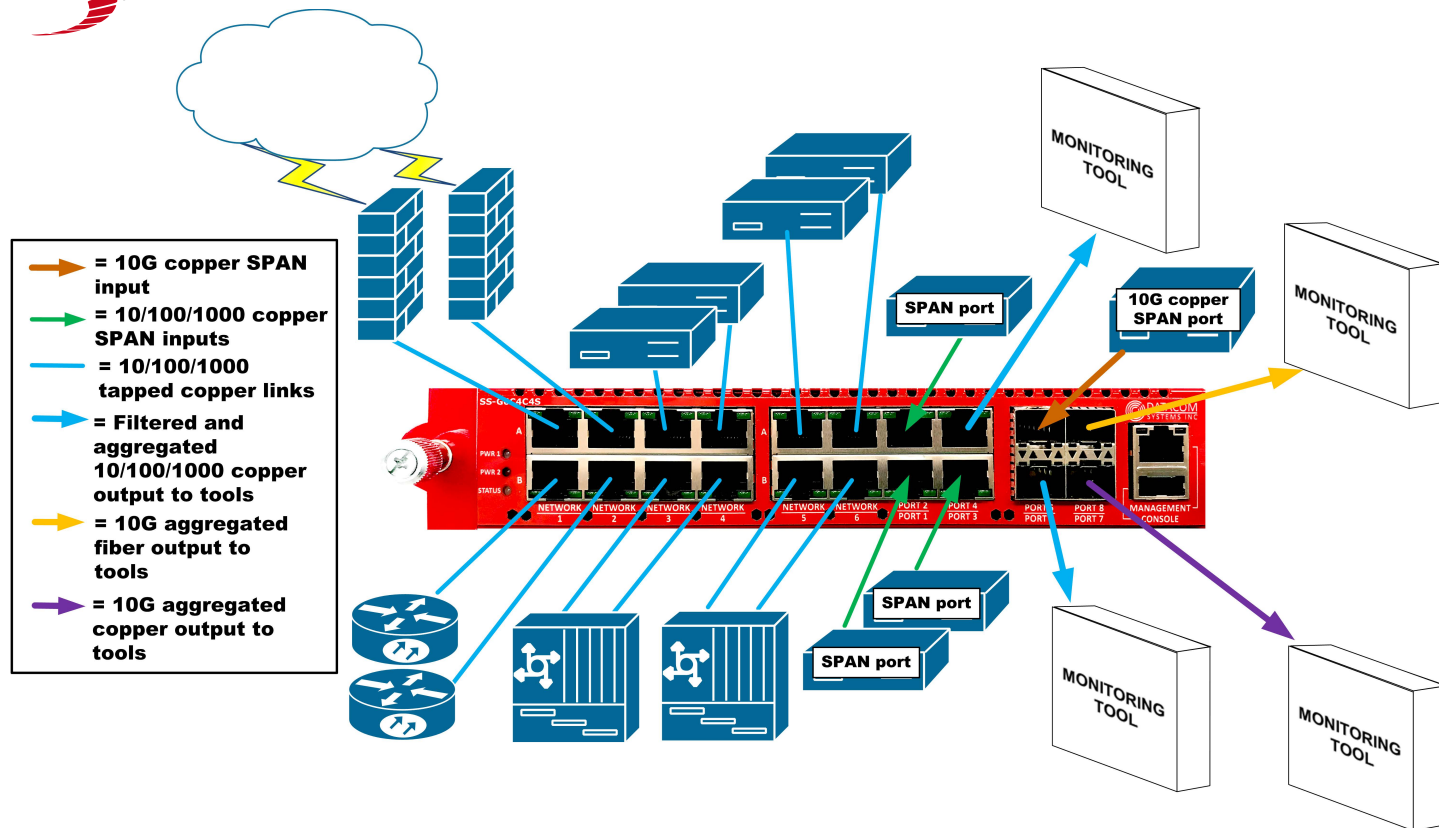 MONITORING
TOOL
MONITORING
TOOL
= 10G copper SPAN
input
= 10/100/1000 copper
SPAN inputs
= 10/100/1000
tapped copper links
= Filtered and
aggregated
10/100/1000 copper
output to tools
= 10G aggregated
fiber output to
tools
= 10G aggregated
copper output to
tools
SPAN port
10G copper
SPAN port
DATACOM
SYSTEMS INC
A
A
PWR 1
PWR 2
STATUS
B
B
NETWORK
1
NETWORK
2
NETWORK
3
NETWORK
4
NETWORK
5
NETWORK
6
PORT 2
PORT 1
PORT 4
PORT 3
PORT 8
PORT 7
MANAGEMENT
CONSOLE
SPAN port
SPAN port
MONITORING
TOOL
MONITORING
TOOL